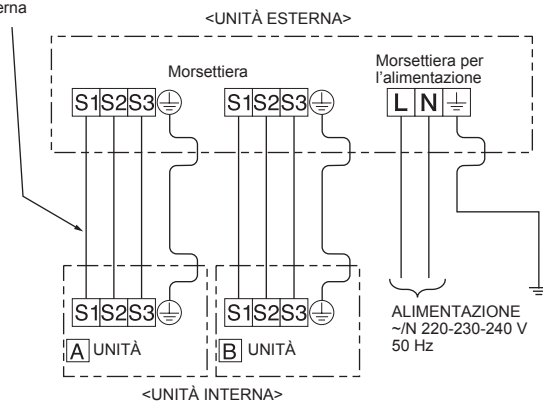 erna
<UNITÀ ESTERNA>
Morsettiera
Morsettiera per
l'alimentazione
S1 S2 S3
S1 S2 S3
L N
S1 S2 S3
S1 S2 S3
A UNITÀ
B UNITÀ
ALIMENTAZIONE
~/N 220-230-240 V
50 Hz
<UNITÀ INTERNA>